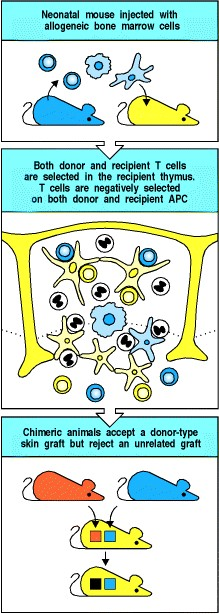 Neonatal mouse injected with
allogeneic bone marrow cells
Both donor and recipient T cells
are selected in the recipient thymus.
T cells are negatively selected
on both donor and recipient APC
Chimeric animals accept a donor-type
skin graft but reject an unrelated graft